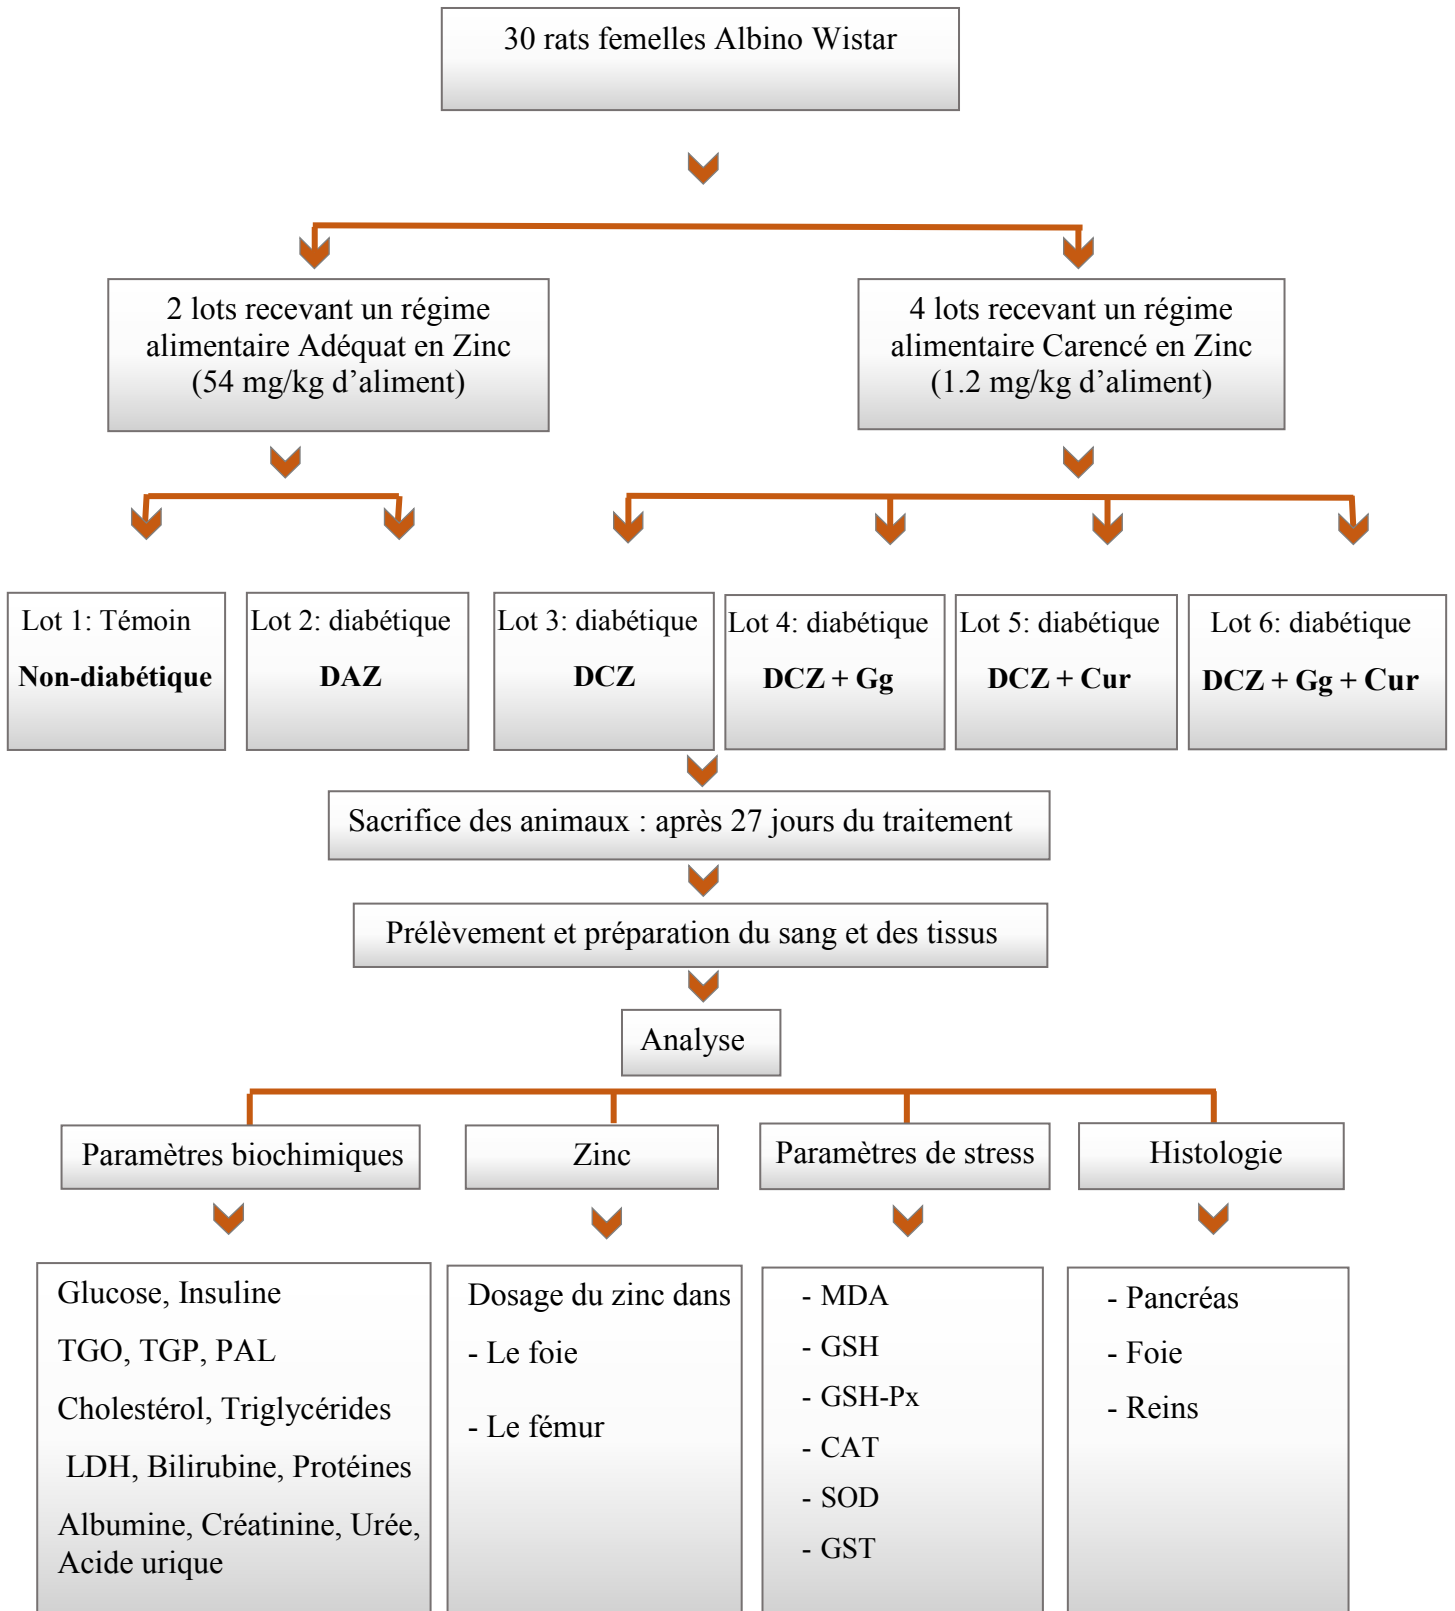 30 rats femelles Albino Wistar
2 lots recevant un régime
alimentaire Adéquat en Zinc
(54 mg/kg d’aliment)
4 lots recevant un régime
alimentaire Carencé en Zinc
(1.2 mg/kg d’aliment)
Lot 1: Témoin
Non-diabétique
Lot 2: diabétique
DAZ
Lot 3: diabétique
DCZ
Lot 4: diabétique
DCZ + Gg
Lot 5: diabétique
DCZ + Cur
Lot 6: diabétique
DCZ + Gg + Cur
Sacrifice des animaux : après 27 jours du traitement
Prélèvement et préparation du sang et des tissus
Analyse
Paramètres biochimiques
Zinc
Paramètres de stress
Histologie
Glucose, Insuline
TGO, TGP, PAL
Cholestérol, Triglycérides
LDH, Bilirubine, Protéines
Albumine, Créatinine, Urée,
Acide urique
Dosage du zinc dans
- Le foie
- Le fémur
- MDA
- GSH
- GSH-Px
- CAT
- SOD
- GST
- Pancréas
- Foie
- Reins